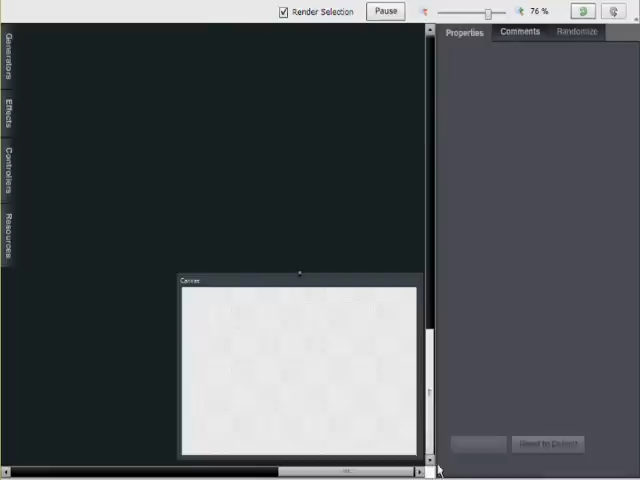 Render Selection
Pause
76 %
Properties
Comments
Randomize
Generators
Effects
Controllers
Resources
Canvas
Reset to Default